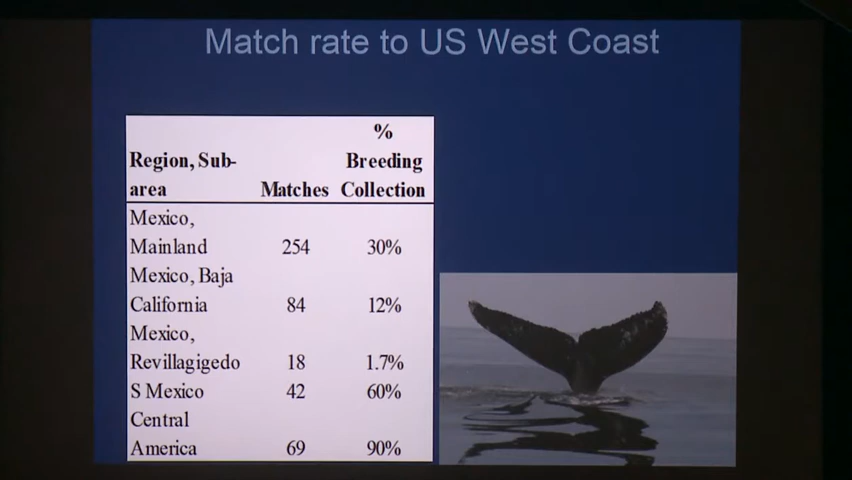 Match rate to US West Coast
%
Region, Sub- Breeding
area Matches Collection
Mexico,
Mainland 254 30%
Mexico, Baja
California 84 12%
Mexico,
Revillagigedo 18 1.7%
S Mexico 42 60%
Central
America 69 90%